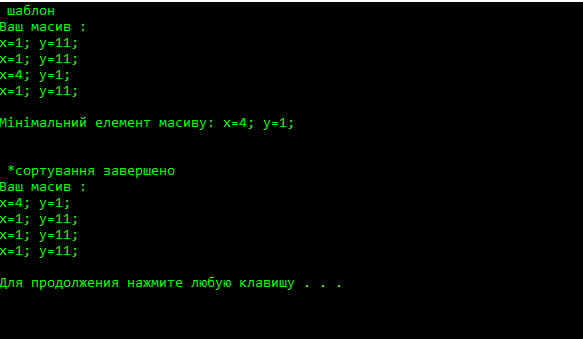 шаблон
Ваш масив :
x=1; y=11;
x=1; y=11;
x=4; y=1;
x=1; y=11;
Мінімальний елемент масиву: x=4; y=1;
*сортування завершено
Ваш масив :
x=4; y=1;
x=1; y=11;
x=1; y=11;
x=1; y=11;
Для продолжения нажмите любую клавишу . . .